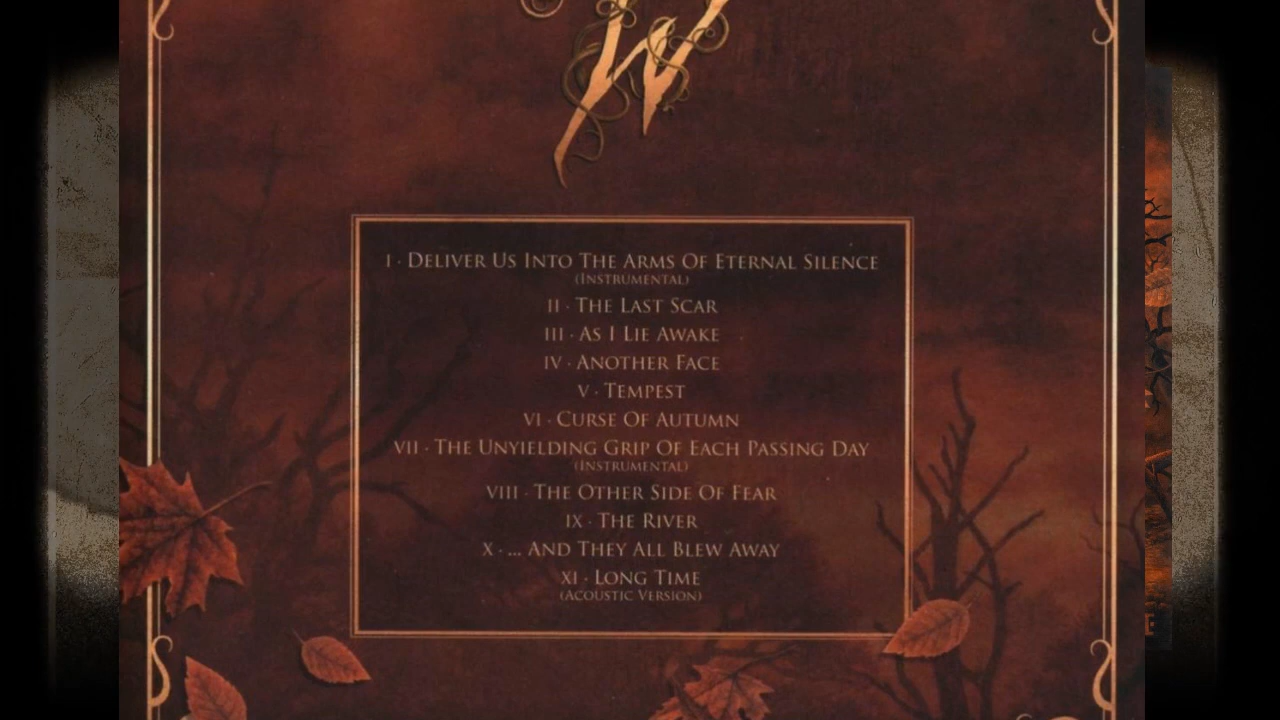 W
I · DELIVER US INTO THE ARMS OF ETERNAL SILENCE
(INSTRUMENTAL)
II · THE LAST SCAR
III · AS I LIE AWAKE
IV · ANOTHER FACE
V · TEMPEST
VI · CURSE OF AUTUMN
VII · THE UNYIELDING GRIP OF EACH PASSING DAY
(INSTRUMENTAL)
VIII · THE OTHER SIDE OF FEAR
IX · THE RIVER
X · ... AND THEY ALL BLEW AWAY
XI · LONG TIME
(ACOUSTIC VERSION)
E